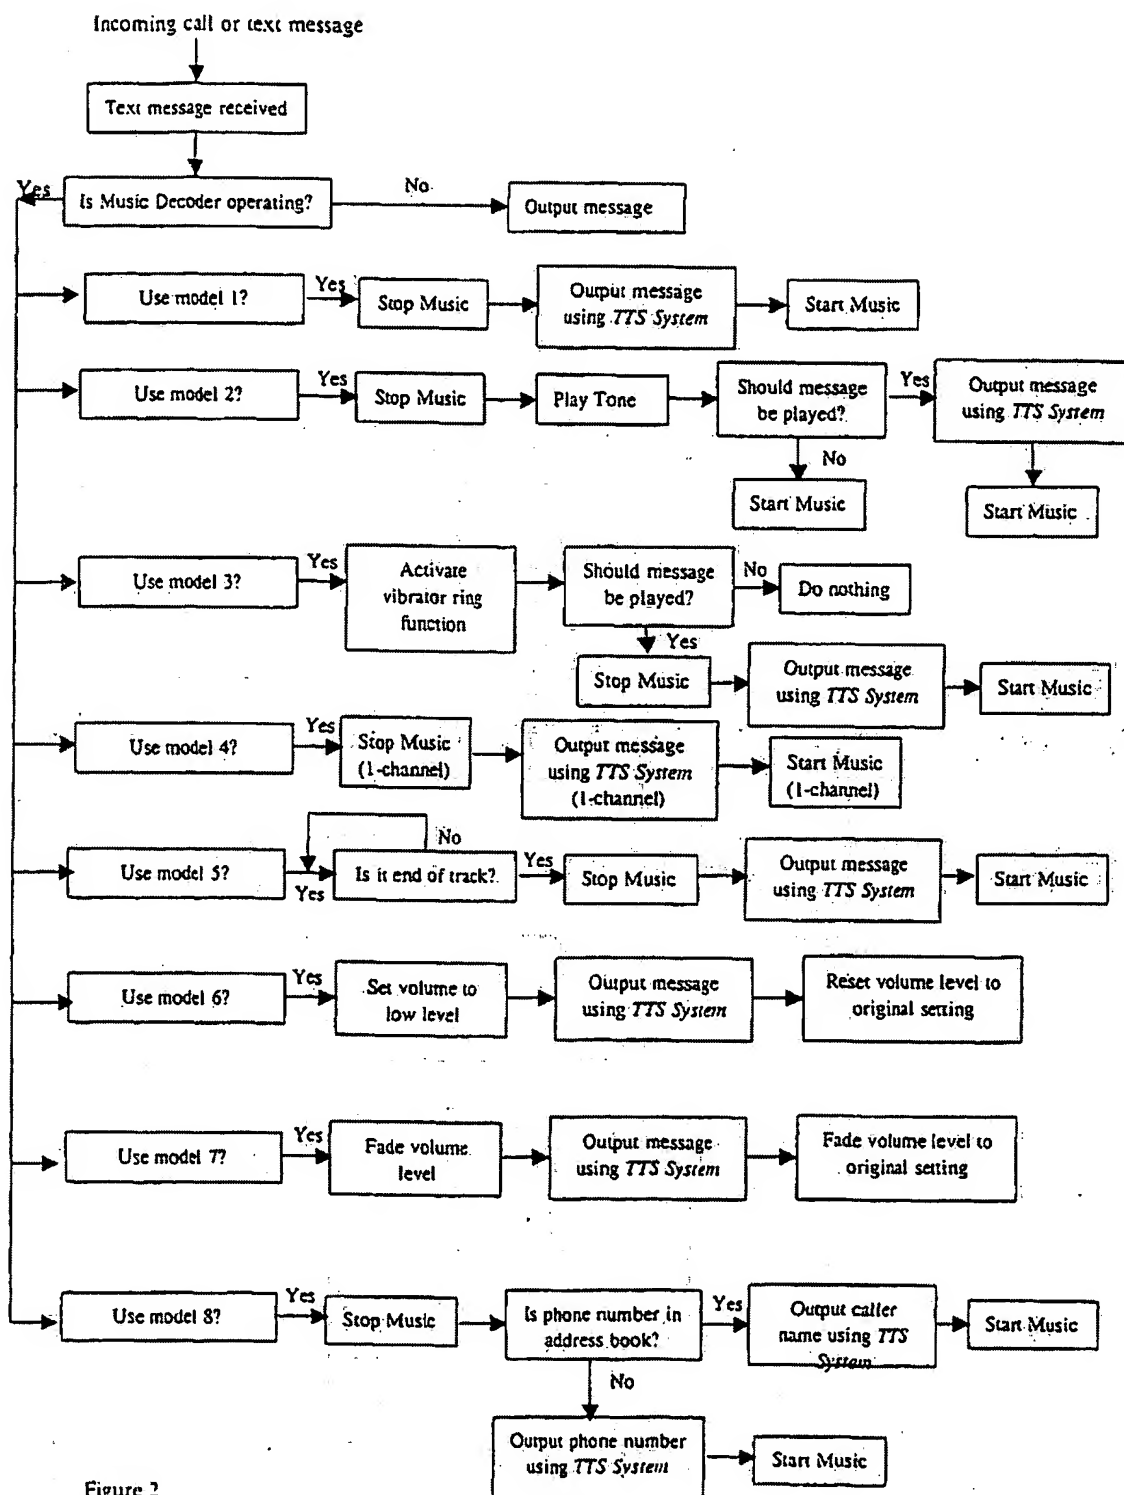 Incoming call or text message
Text message received
Yes
Is Music Decoder operating?
No
Output message
Use model 1?
Yes
Stop Music
Output message
using TTS System
Start Music
Use model 2?
Yes
Stop Music
Play Tone
Should message
be played?
Yes
Output message
using TTS System
No
Start Music
Start Music
Use model 3?
Yes
Activate
vibrator ring
function
Should message
be played?
No
Do nothing
Yes
Stop Music
Output message
using TTS System
Start Music
Use model 4?
Yes
Stop Music
(1-channel)
Output message
using TTS System
(1-channel)
Start Music
(1-channel)
No
Use model 5?
Yes
Is it end of track?
Yes
Stop Music
Output message
using TTS System
Start Music
Use model 6?
Yes
Set volume to
low level
Output message
using TTS System
Reset volume level to
original setting
Use model 7?
Yes
Fade volume
level
Output message
using TTS System
Fade volume level to
original setting
Use model 8?
Yes
Stop Music
Is phone number in
address book?
Yes
Output caller
name using TTS
System
Start Music
No
Output phone number
using TTS System
Start Music
Figure 2